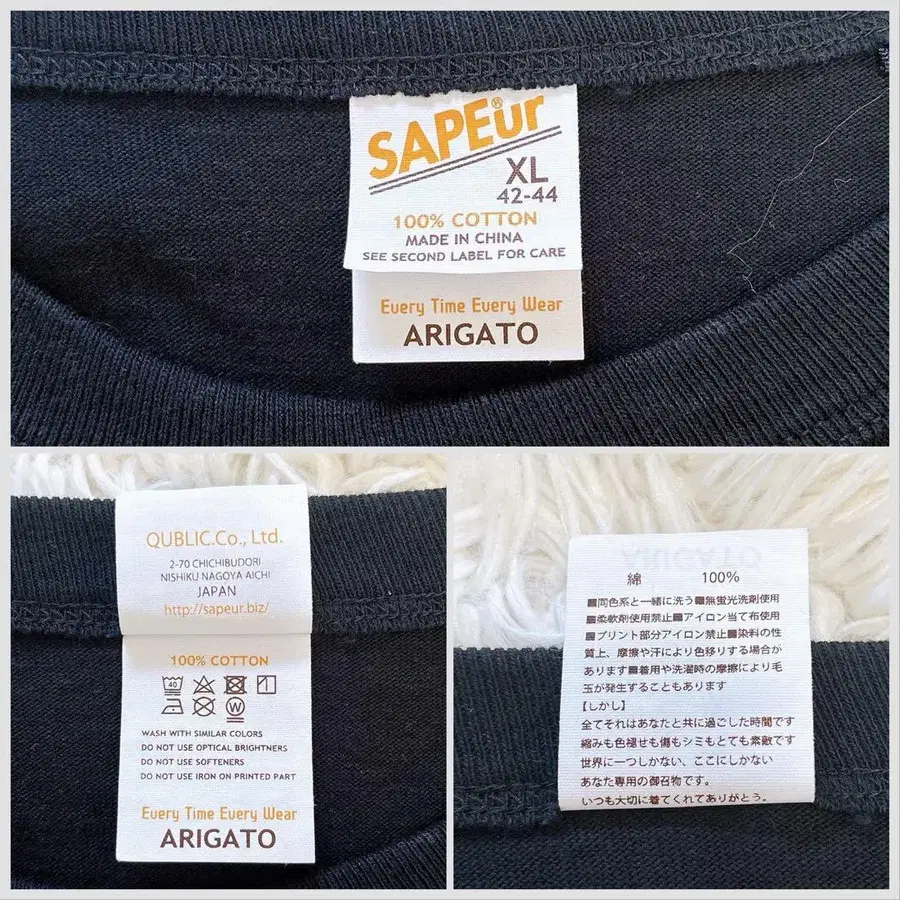 SAPEur®
XL
42-44
100% COTTON
MADE IN CHINA
SEE SECOND LABEL FOR CARE
Every Time Every Wear
ARIGATO
QUBLIC.Co., Ltd.
2-70 CHICHIBUDORI
NISHIKU NAGOYA AICHI
JAPAN
http://sapeur.biz/
100% COTTON
40
W
WASH WITH SIMILAR COLORS
DO NOT USE OPTICAL BRIGHTNERS
DO NOT USE SOFTENERS
DO NOT USE IRON ON PRINTED PART
Every Time Every Wear
ARIGATO
ARIGATO
綿 100%
■同色系と一緒に洗う■無蛍光洗剤使用
■柔軟剤使用禁止■アイロン当て布使用
■プリント部分アイロン禁止■染料の性
質上、摩擦や汗により色移りする場合が
あります■着用や洗濯時の摩擦により毛
玉が発生することもあります
【しかし】
全てそれはあなたと共に過ごした時間です
縮みも色褪せも傷もシミもとても素敵です
世界に一つしかない、ここにしかない
あなた専用の御召物です。
いつも大切に着てくれてありがとう。